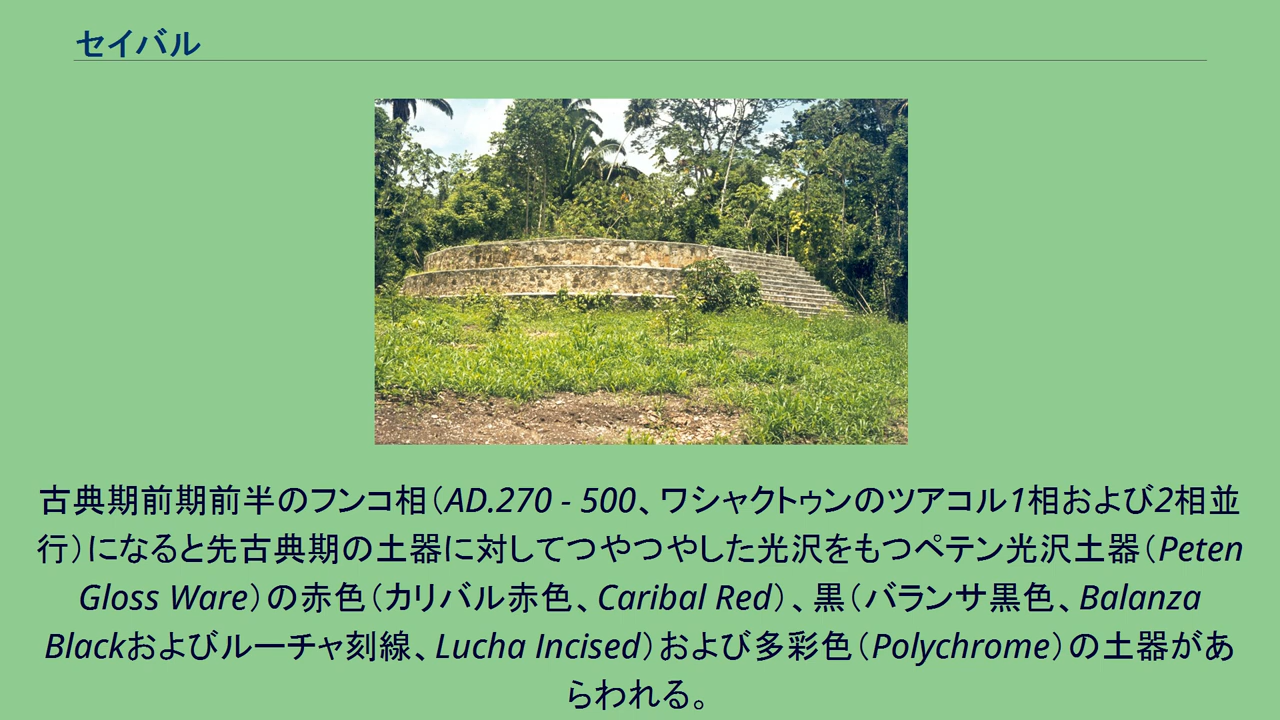 セイバル
古典期前期前半のフンコ相（AD.270 - 500、ワシャクトゥンのツアコル1相および2相並
行）になると先古典期の土器に対してつやつやした光沢をもつペテン光沢土器（Peten
Gloss Ware）の赤色（カリバル赤色、Caribal Red）、黒（バランサ黒色、Balanza
Blackおよびルーチャ刻線、Lucha Incised）および多彩色（Polychrome）の土器があ
らわれる。